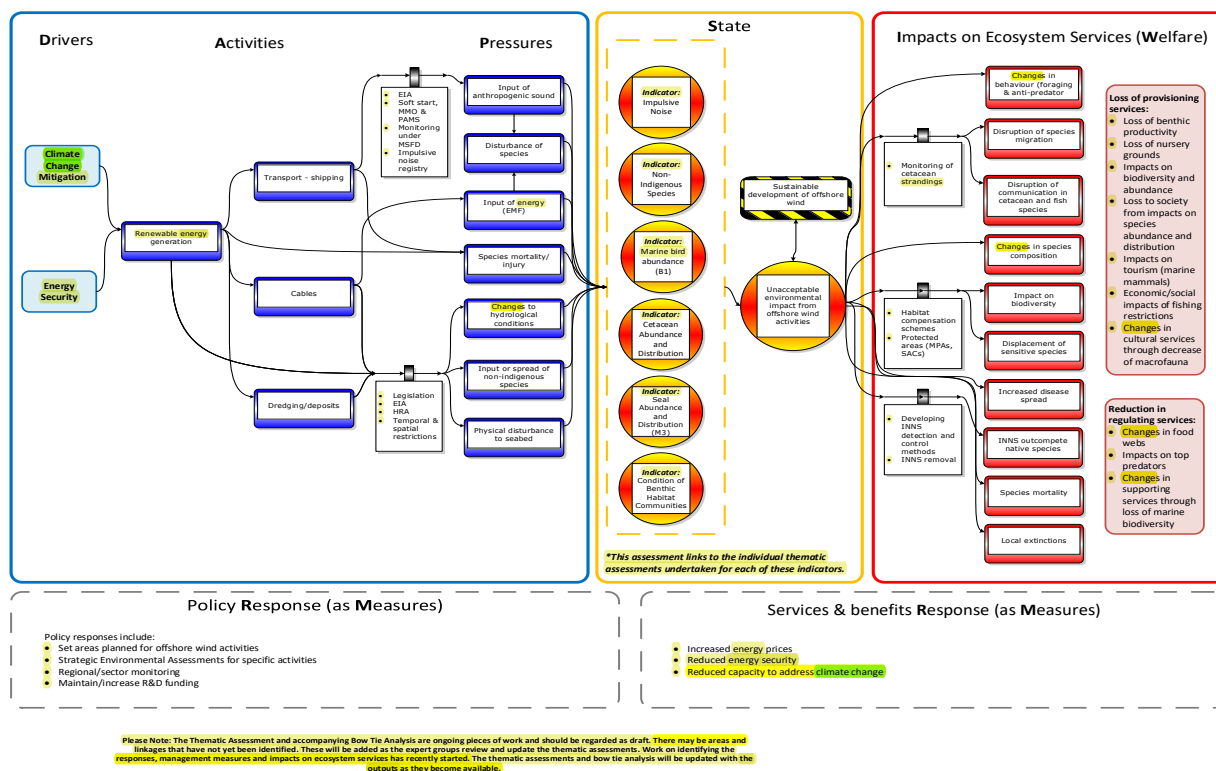 Drivers
Activities
Pressures
State
Impacts on Ecosystem Services (Welfare)
Climate
Change
Mitigation
Energy
Security
Renewable energy
generation
Transport - shipping
Cables
Dredging/deposits
• EIA
• Soft start,
MMO &
PAMS
• Monitoring
under
MSFD
• Impulsive
noise
registry
• Legislation
• EIA
• HRA
• Temporal &
spatial
restrictions
Input of
anthropogenic sound
Disturbance of
species
Input of energy
(EMF)
Species mortality/
injury
Changes to
hydrological
conditions
Input or spread of
non-indigenous
species
Physical disturbance
to seabed
Indicator:
Impulsive
Noise
Indicator:
Non-
Indigenous
Species
Indicator:
Marine bird
abundance
(B1)
Indicator:
Cetacean
Abundance
and
Distribution
Indicator:
Seal
Abundance
and
Distribution
(M3)
Indicator:
Condition of
Benthic
Habitat
Communities
*This assessment links to the individual thematic
assessments undertaken for each of these indicators.
Sustainable
development of offshore
wind
Unacceptable
environmental
impact from
offshore wind
activities
• Monitoring of
cetacean
strandings
• Habitat
compensation
schemes
• Protected
areas (MPAs,
SACs)
• Developing
INNS
detection and
control
methods
• INNS removal
Changes in
behaviour (foraging
& anti-predator
Disruption of species
migration
Disruption of
communication in
cetacean and fish
species
Changes in species
composition
Impact on
biodiversity
Displacement of
sensitive species
Increased disease
spread
INNS outcompete
native species
Species mortality
Local extinctions
Loss of provisioning
services:
• Loss of benthic
productivity
• Loss of nursery
grounds
• Impacts on
biodiversity and
abundance
• Loss to society
from impacts on
species
abundance and
distribution
• Impacts on
tourism (marine
mammals)
• Economic/social
impacts of fishing
restrictions
• Changes in
cultural services
through decrease
of macrofauna
Reduction in
regulating services:
• Changes in food
webs
• Impacts on top
predators
• Changes in
supporting
services through
loss of marine
biodiversity
Policy Response (as Measures)
Policy responses include:
• Set areas planned for offshore wind activities
• Strategic Environmental Assessments for specific activities
• Regional/sector monitoring
• Maintain/increase R&D funding
Services & benefits Response (as Measures)
• Increased energy prices
• Reduced energy security
• Reduced capacity to address climate change
Please Note: The Thematic Assessment and accompanying Bow Tie Analysis are ongoing pieces of work and should be regarded as draft. There may be areas and
linkages that have not yet been identified. These will be added as the expert groups review and update the thematic assessments. Work on identifying the
responses, management measures and impacts on ecosystem services has recently started. The thematic assessments and bow tie analysis will be updated with the
outputs as they become available.